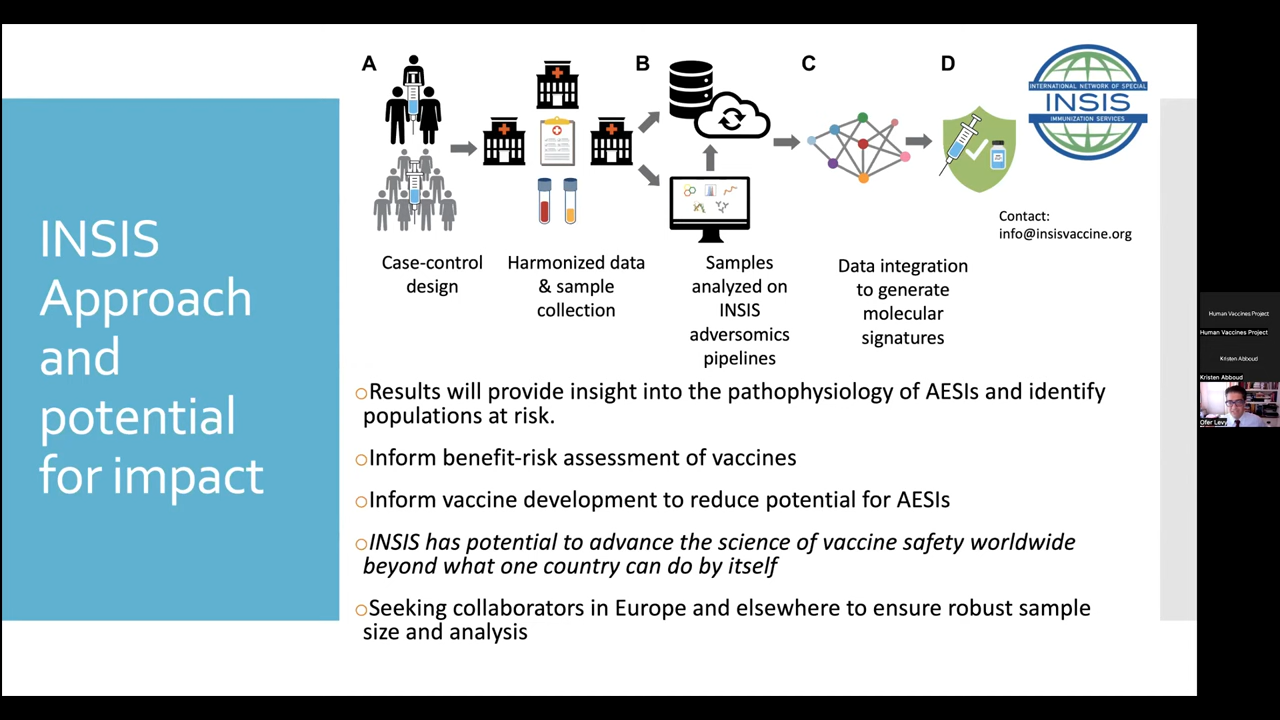 INSIS
Approach
and
potential
for impact
A
B
C
D
INTERNATIONAL NETWORK OF SPECIAL
INSIS
IMMUNIZATION SERVICES
Contact:
info@insisvaccine.org
Case-control
design
Harmonized data
& sample
collection
Samples
analyzed on
INSIS
adversomics
pipelines
Data integration
to generate
molecular
signatures
Results will provide insight into the pathophysiology of AESIs and identify
populations at risk.
Inform benefit-risk assessment of vaccines
Inform vaccine development to reduce potential for AESIs
INSIS has potential to advance the science of vaccine safety worldwide
beyond what one country can do by itself
Seeking collaborators in Europe and elsewhere to ensure robust sample
size and analysis
Human Vaccines Project
Human Vaccines Project
Kristen Abboud
Kristen Abboud
Ofer Levy